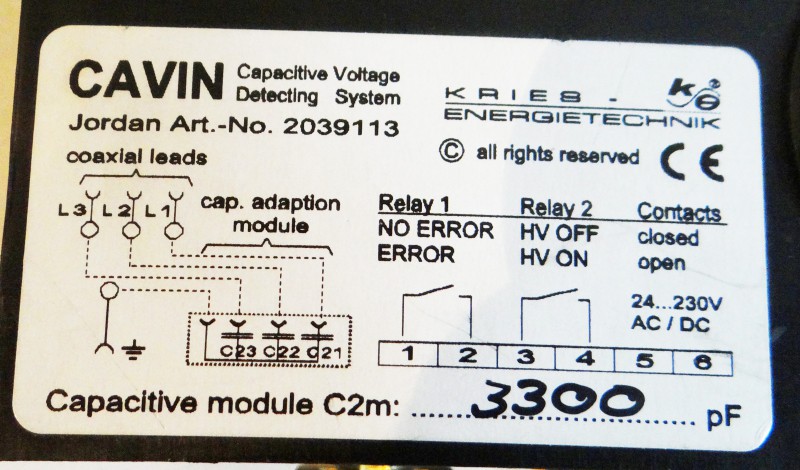 CAVIN Capacitive Voltage
Detecting System
KRIES -
ENERGIETECHNIK
Jordan Art.-No. 2039113
© all rights reserved CE
coaxial leads
L3 L2 L1
cap. adaption
module
Relay 1 Relay 2 Contacts
NO ERROR HV OFF closed
ERROR HV ON open
24...230V
AC / DC
C23 C22 C21
1 2 3 4 5 6
Capacitive module C2m: 3300 pF